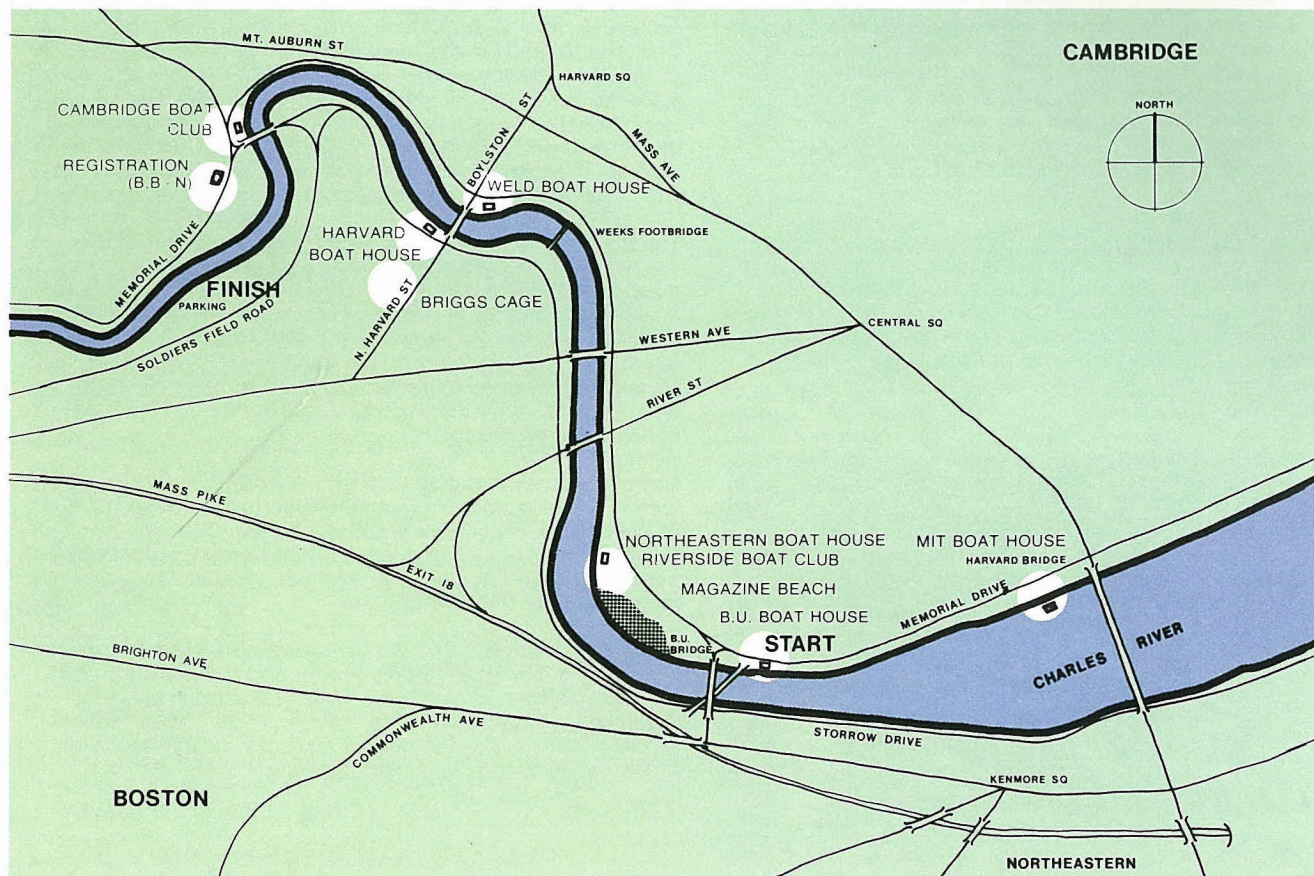 MT. AUBURN ST
CAMBRIDGE
HARVARD SQ
NORTH
CAMBRIDGE BOAT
CLUB
BOYLSTON ST
MASS AVE
REGISTRATION
(B.B - N)
WELD BOAT HOUSE
MEMORIAL DRIVE
HARVARD
BOAT HOUSE
WEEKS FOOTBRIDGE
FINISH
PARKING
BRIGGS CAGE
SOLDIERS FIELD ROAD
N. HARVARD ST
WESTERN AVE
CENTRAL SQ
RIVER ST
MASS PIKE
EXIT 18
NORTHEASTERN BOAT HOUSE
RIVERSIDE BOAT CLUB
MAGAZINE BEACH
B.U. BOAT HOUSE
MIT BOAT HOUSE
HARVARD BRIDGE
MEMORIAL DRIVE
B.U.
BRIDGE
START
CHARLES RIVER
BRIGHTON AVE
COMMONWEALTH AVE
STORROW DRIVE
BOSTON
KENMORE SQ
NORTHEASTERN